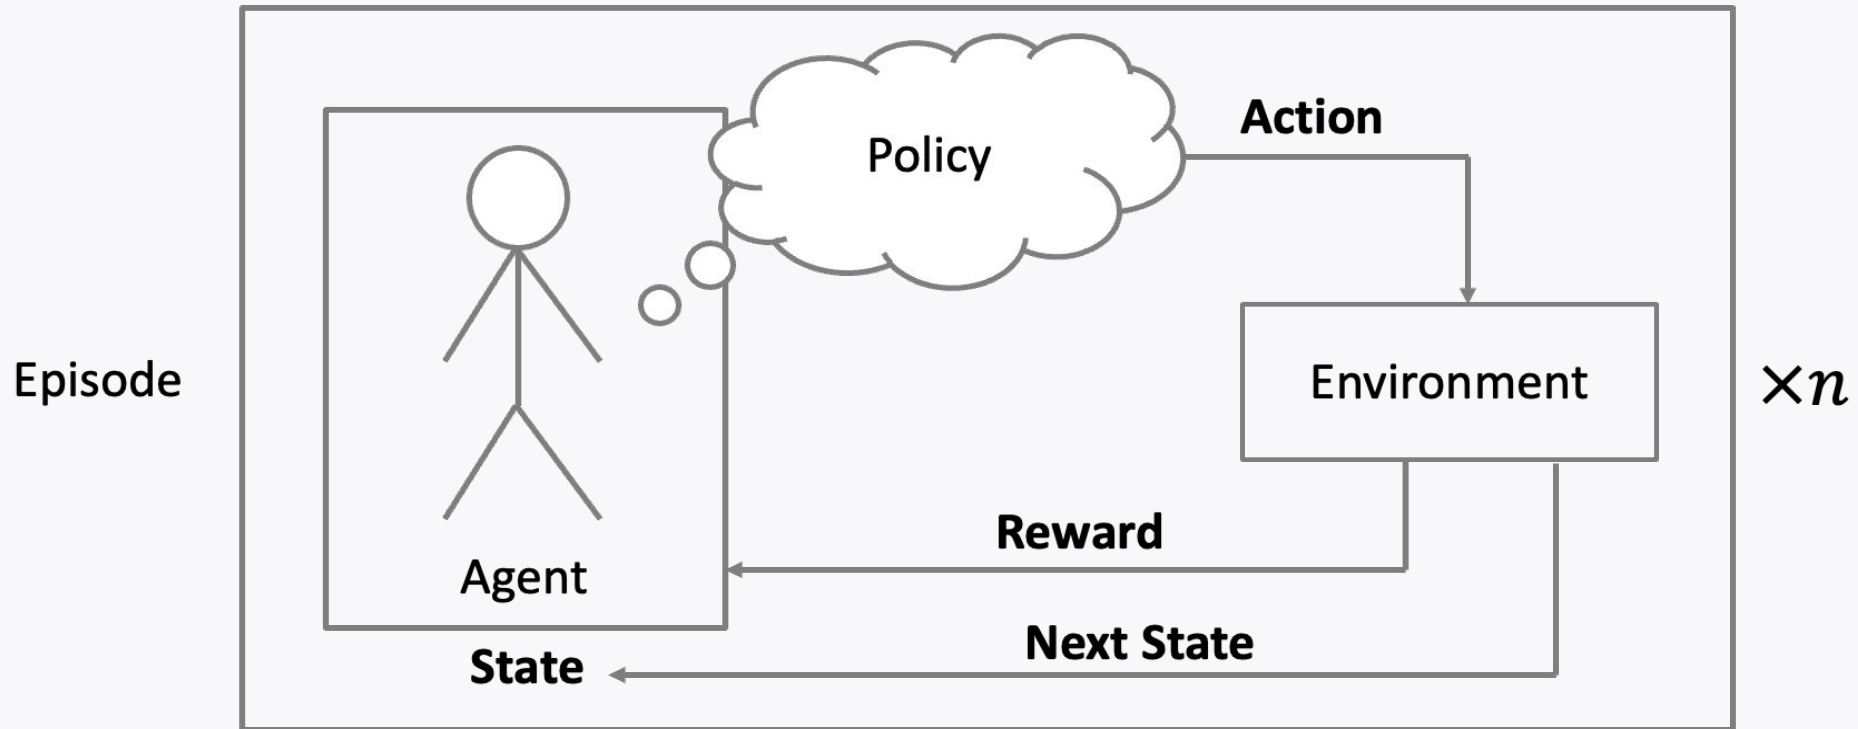 Policy
Action
Episode
Environment
×n
Reward
Agent
Next State
State